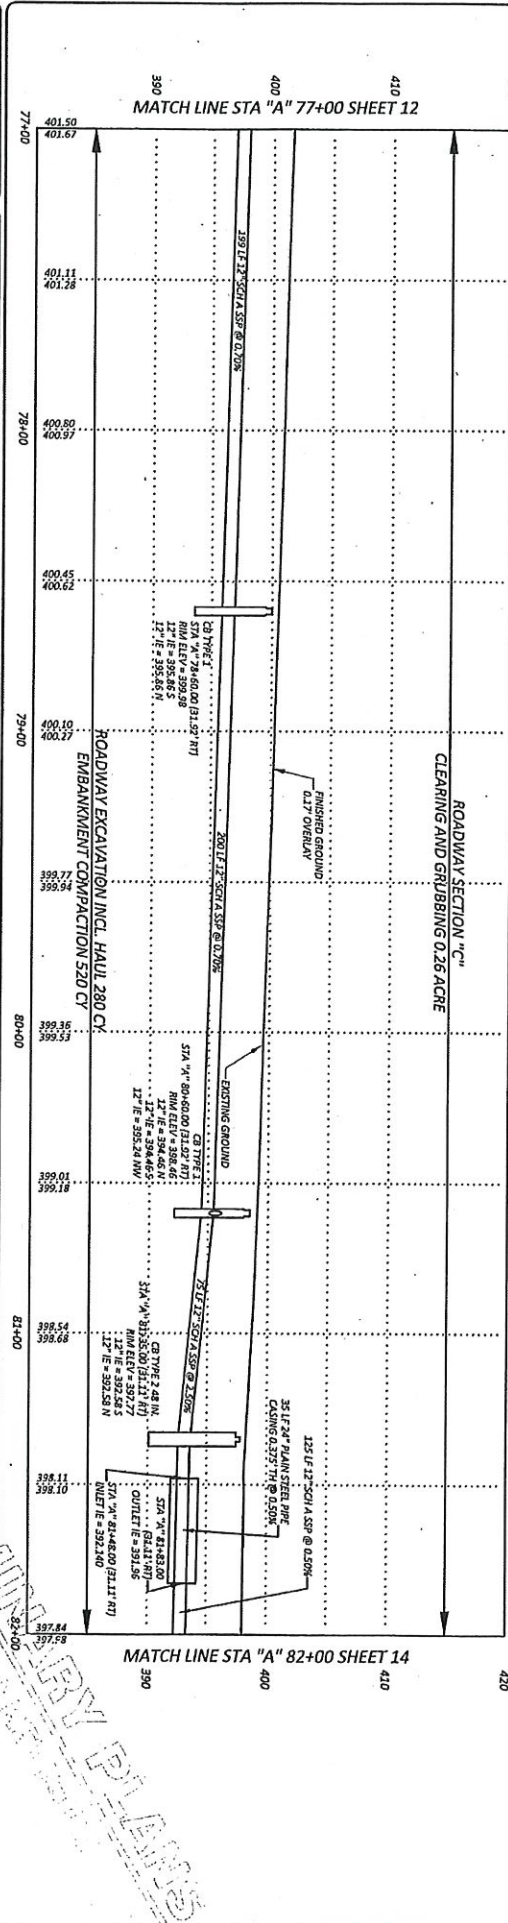 MATCH LINE STA "A" 77+00 SHEET 12
390
400
410
ROADWAY SECTION "C"
CLEARING AND GRUBBING 0.26 ACRE
199 LF 12" SCH A SSP @ 0.70%
CB TYPE 1
STA "A" 78+60.00 (31.92' RT)
RIM ELEV = 399.98
12" IE = 395.86 S
12" IE = 395.86 N
FINISHED GROUND
0.17' OVERLAY
200 LF 12" SCH A SSP @ 0.70%
EXISTING GROUND
CB TYPE 1
STA "A" 80+60.00 (31.92' RT)
RIM ELEV = 398.46
12" IE = 394.46 N
12" IE = 394.46 S
12" IE = 395.24 NW
75 LF 12" SCH A SSP @ 2.50%
CB TYPE 2 48 IN.
STA "A" 81+35.00 (31.11' RT)
RIM ELEV = 397.77
12" IE = 392.58 S
12" IE = 392.58 N
125 LF 12" SCH A SSP @ 0.50%
35 LF 24" PLAIN STEEL PIPE
CASING 0.375" TH @ 0.50%
STA "A" 81+83.00
(31.11' RT)
OUTLET IE = 391.96
STA "A" 81+48.00 (31.11' RT)
INLET IE = 392.140
ROADWAY EXCAVATION INCL. HAUL 280 CY
EMBANKMENT COMPACTION 520 CY
401.50
401.67
401.11
401.28
400.80
400.97
400.45
400.62
400.10
400.27
399.77
399.94
399.36
399.53
399.01
399.18
398.54
398.68
398.11
398.10
397.84
397.98
77+00
78+00
79+00
80+00
81+00
82+00
MATCH LINE STA "A" 82+00 SHEET 14
390
400
410
420
PLANS